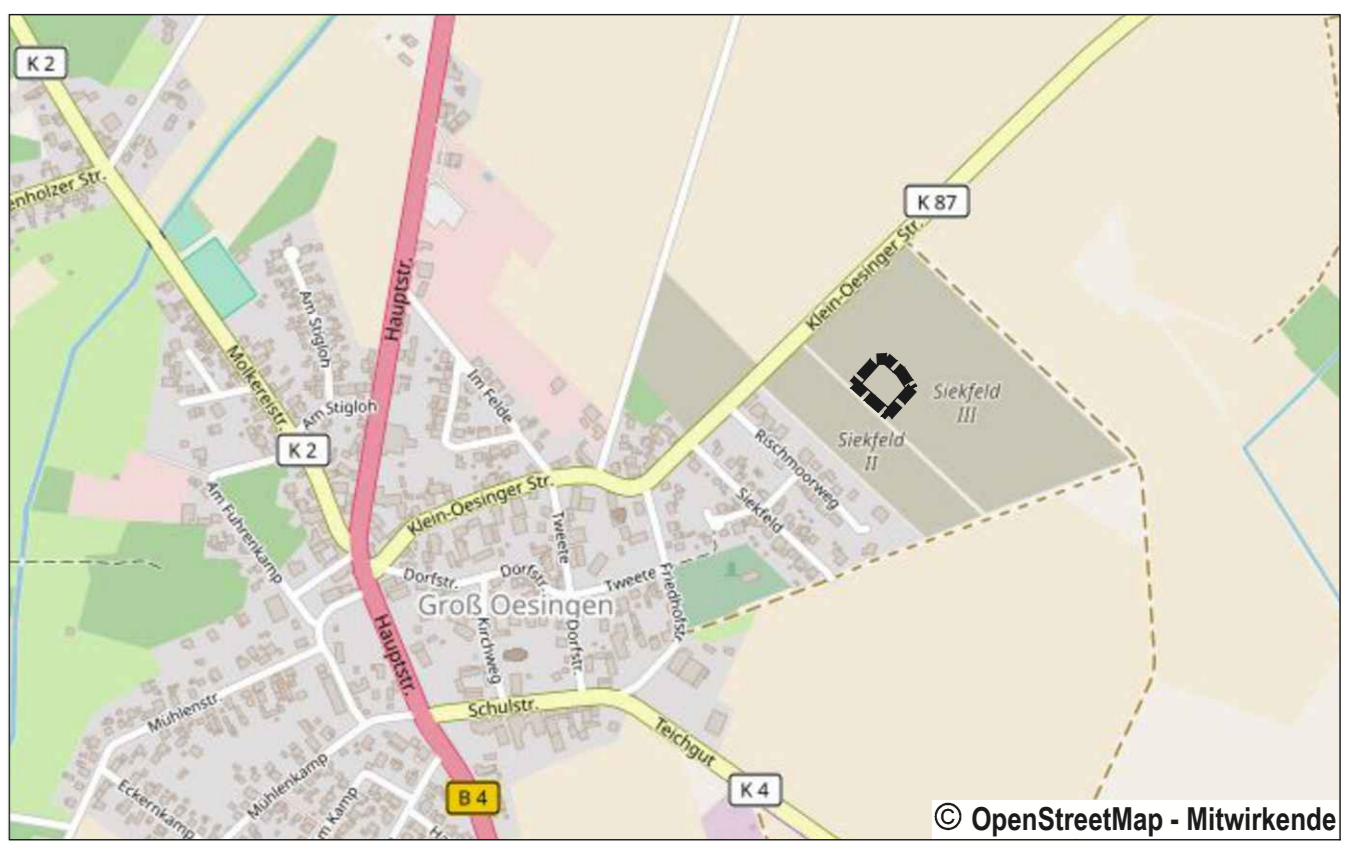 K 2
enholzer Str.
K 87
Klein-Oesinger Str.
Hauptstr.
Am Stigloh
Im Felde
Molkereistr.
Am Stigloh
K 2
Siekfeld
III
Siekfeld
II
Rischmoorweg
Siekfeld
Klein-Oesinger Str.
Am Fuhrenkamp
Tweete
Dorfstr.
Dorfstr.
Tweete
Friedhofstr.
Groß Oesingen
Kirchweg
Dorfstr.
Hauptstr.
Mühlenstr.
Schulstr.
Teichgut
Mühlenkamp
Eckernkamp
m Kamp
B 4
K 4
Ha
© OpenStreetMap - Mitwirkende